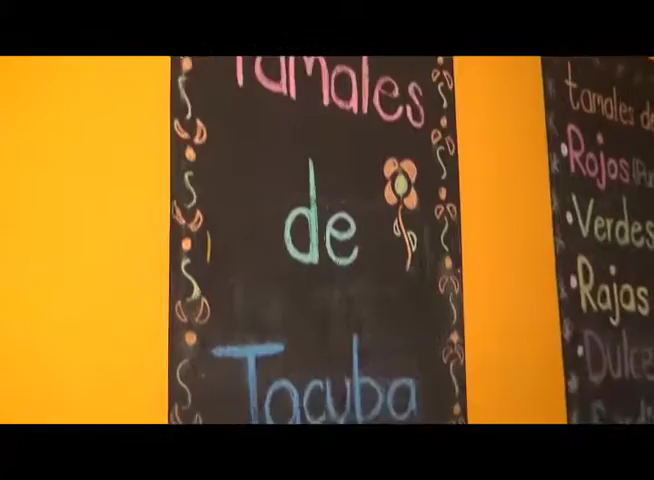 Tamales
de
Tacuba
tamales de
• Rojos
• Verdes
• Rajas
• Dulce